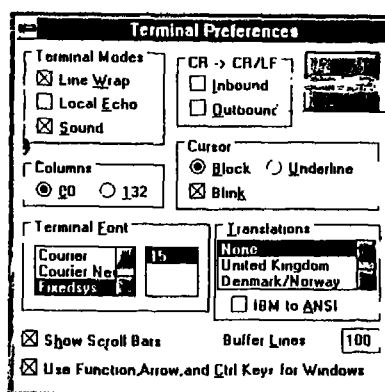 Terminal Preferences
Terminal Modes
Line Wrap
Local Echo
Sound
CR -> CR/LF
Inbound
Outbound
Columns
80
132
Cursor
Block
Underline
Blink
Terminal Font
Courier
Courier New
Fixedsys
15
Translations
None
United Kingdom
Denmark/Norway
IBM to ANSI
Show Scroll Bars
Buffer Lines
100
Use Function,Arrow,and Ctrl Keys for Windows